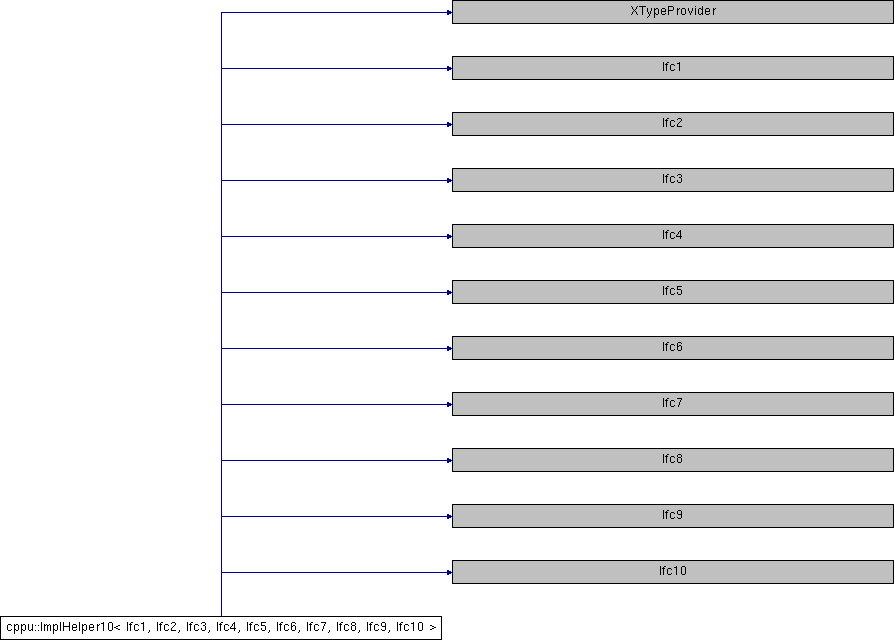 XTypeProvider
Ifc1
Ifc2
Ifc3
Ifc4
Ifc5
Ifc6
Ifc7
Ifc8
Ifc9
Ifc10
cppu::ImplHelper10< Ifc1, Ifc2, Ifc3, Ifc4, Ifc5, Ifc6, Ifc7, Ifc8, Ifc9, Ifc10 >